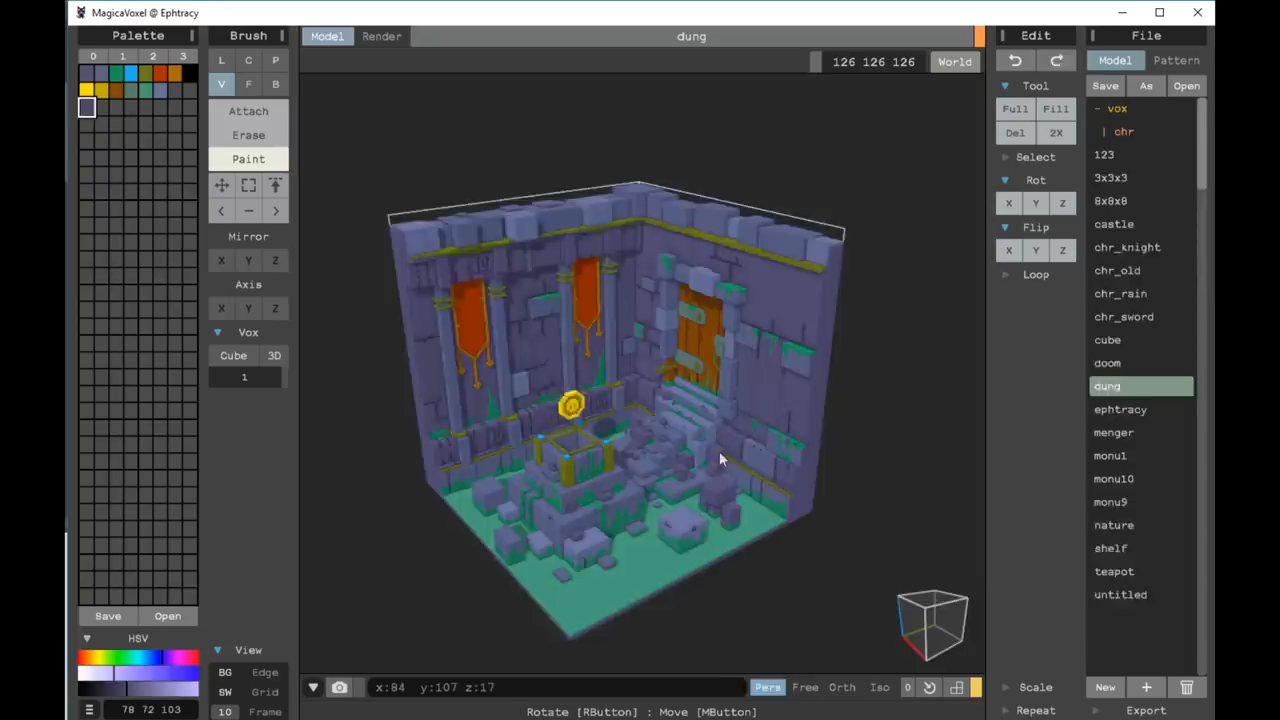 MagicaVoxel @ Ephtracy
Palette
Brush
Model Render
dung
Edit
File
0 1 2 3
L C P
V F B
Attach
Erase
Paint
Mirror
X Y Z
Axis
X Y Z
Vox
Cube 3D
1
View
BG Edge
SW Grid
10 Frame
Save Open
HSV
78 72 103
126 126 126 World
Pers Free Orth Iso 0
x:84 y:107 z:17
Rotate [RButton] : Move [MButton]
Tool
Full Fill
Del 2X
Select
Rot
X Y Z
Flip
X Y Z
Loop
Scale
Repeat
Model Pattern
Save As Open
- vox
| chr
123
3x3x3
8x8x8
castle
chr_knight
chr_old
chr_rain
chr_sword
cube
doom
dung
ephtracy
menger
monu1
monu10
monu9
nature
shelf
teapot
untitled
New +
Export